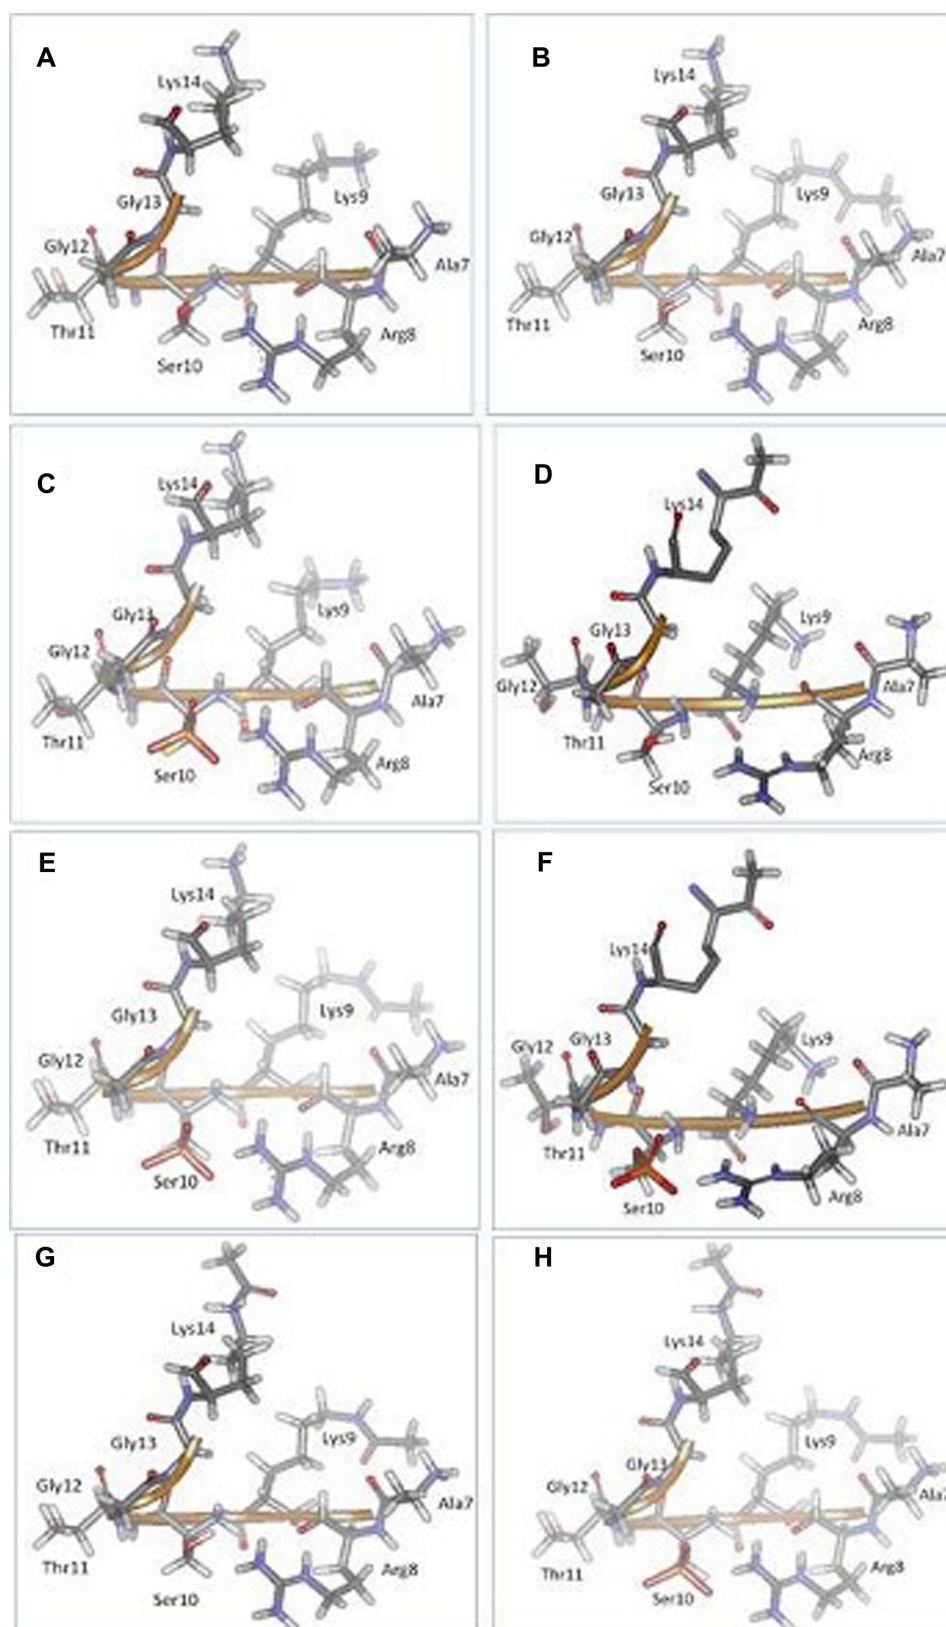 A
B
Lys14
Lys14
Lys9
Lys9
Gly13
Gly13
Gly12
Gly12
Ala7
Ala7
Thr11
Arg8
Thr11
Arg8
Ser10
Ser10
C
D
Lys14
Lys14
Lys9
Lys9
Gly13
Gly13
Gly12
Gly12
Ala7
Ala7
Thr11
Thr11
Arg8
Arg8
Ser10
Ser10
E
F
Lys14
Lys14
Lys9
Lys9
Gly13
Gly13
Gly12
Gly12
Ala7
Ala7
Thr11
Arg8
Thr11
Arg8
Ser10
Ser10
G
H
Lys14
Lys14
Lys9
Lys9
Gly13
Gly13
Gly12
Gly12
Ala7
Ala7
Thr11
Arg8
Thr11
Arg8
Ser10
Ser10